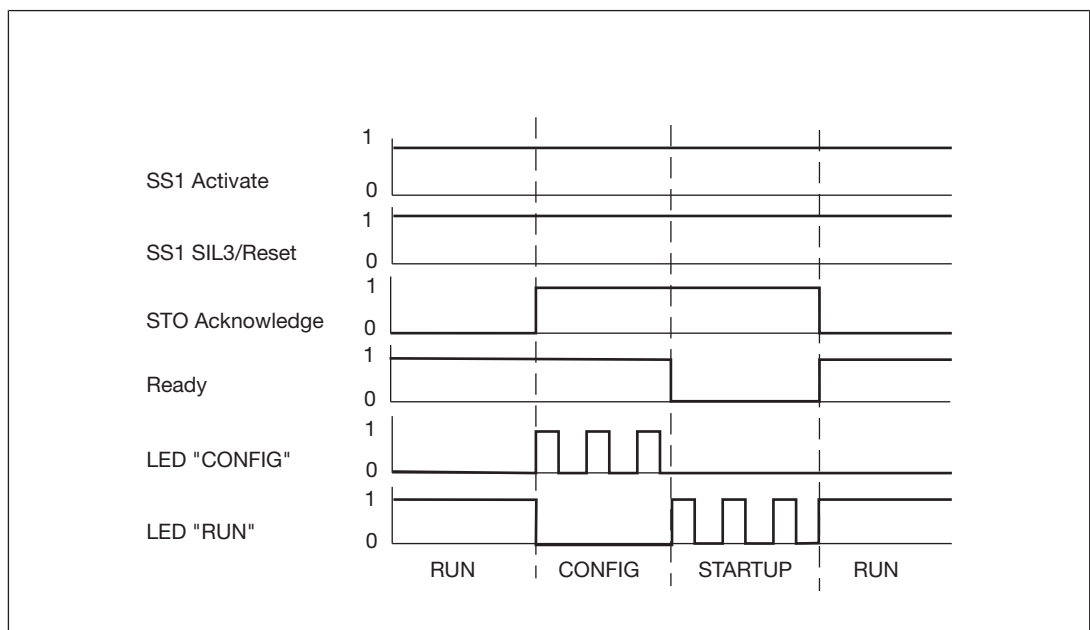 1
SS1 Activate
0
1
SS1 SIL3/Reset
0
1
STO Acknowledge
0
1
Ready
0
1
LED "CONFIG"
0
1
LED "RUN"
0
RUN CONFIG STARTUP RUN